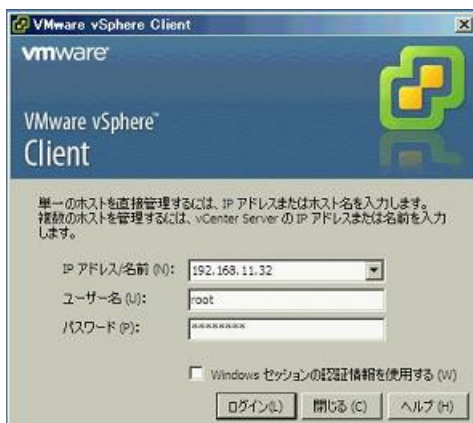 VMware vSphere Client
vmware
VMware vSphere™
Client
単一のホストを直接管理するには、IP アドレスまたはホスト名を入力します。
複数のホストを管理するには、vCenter Server の IP アドレスまたは名前を入力
します。
IP アドレス/名前 (N): 192.168.11.32
ユーザー名 (U): root
パスワード (P): ********
Windows セッションの認証情報を使用する (W)
ログイン(L) 閉じる (C) ヘルプ (H)